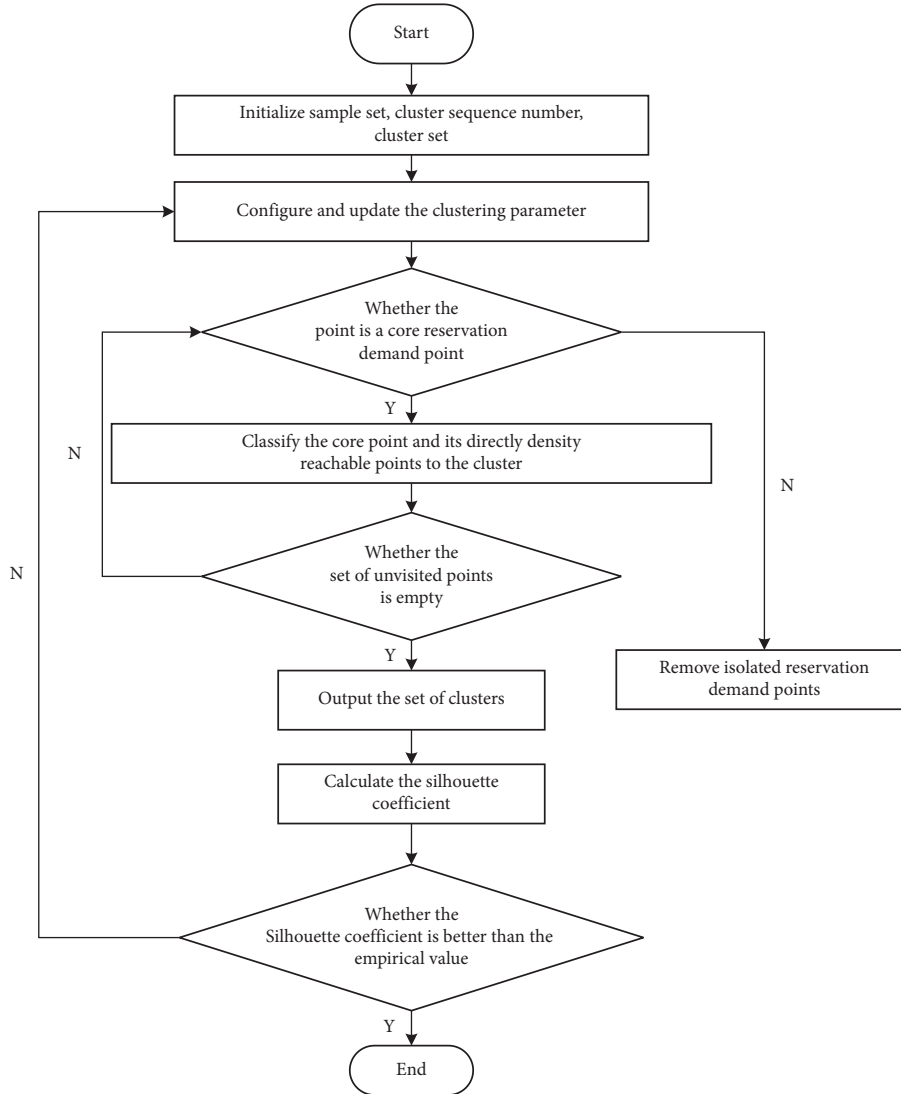 Start
Initialize sample set, cluster sequence number,
cluster set
Configure and update the clustering parameter
Whether the
point is a core reservation
demand point
Y
N
Classify the core point and its directly density
reachable points to the cluster
N
N
Whether the
set of unvisited points
is empty
Y
Remove isolated reservation
demand points
Output the set of clusters
Calculate the silhouette
coefficient
Whether the
Silhouette coefficient is better than the
empirical value
Y
End